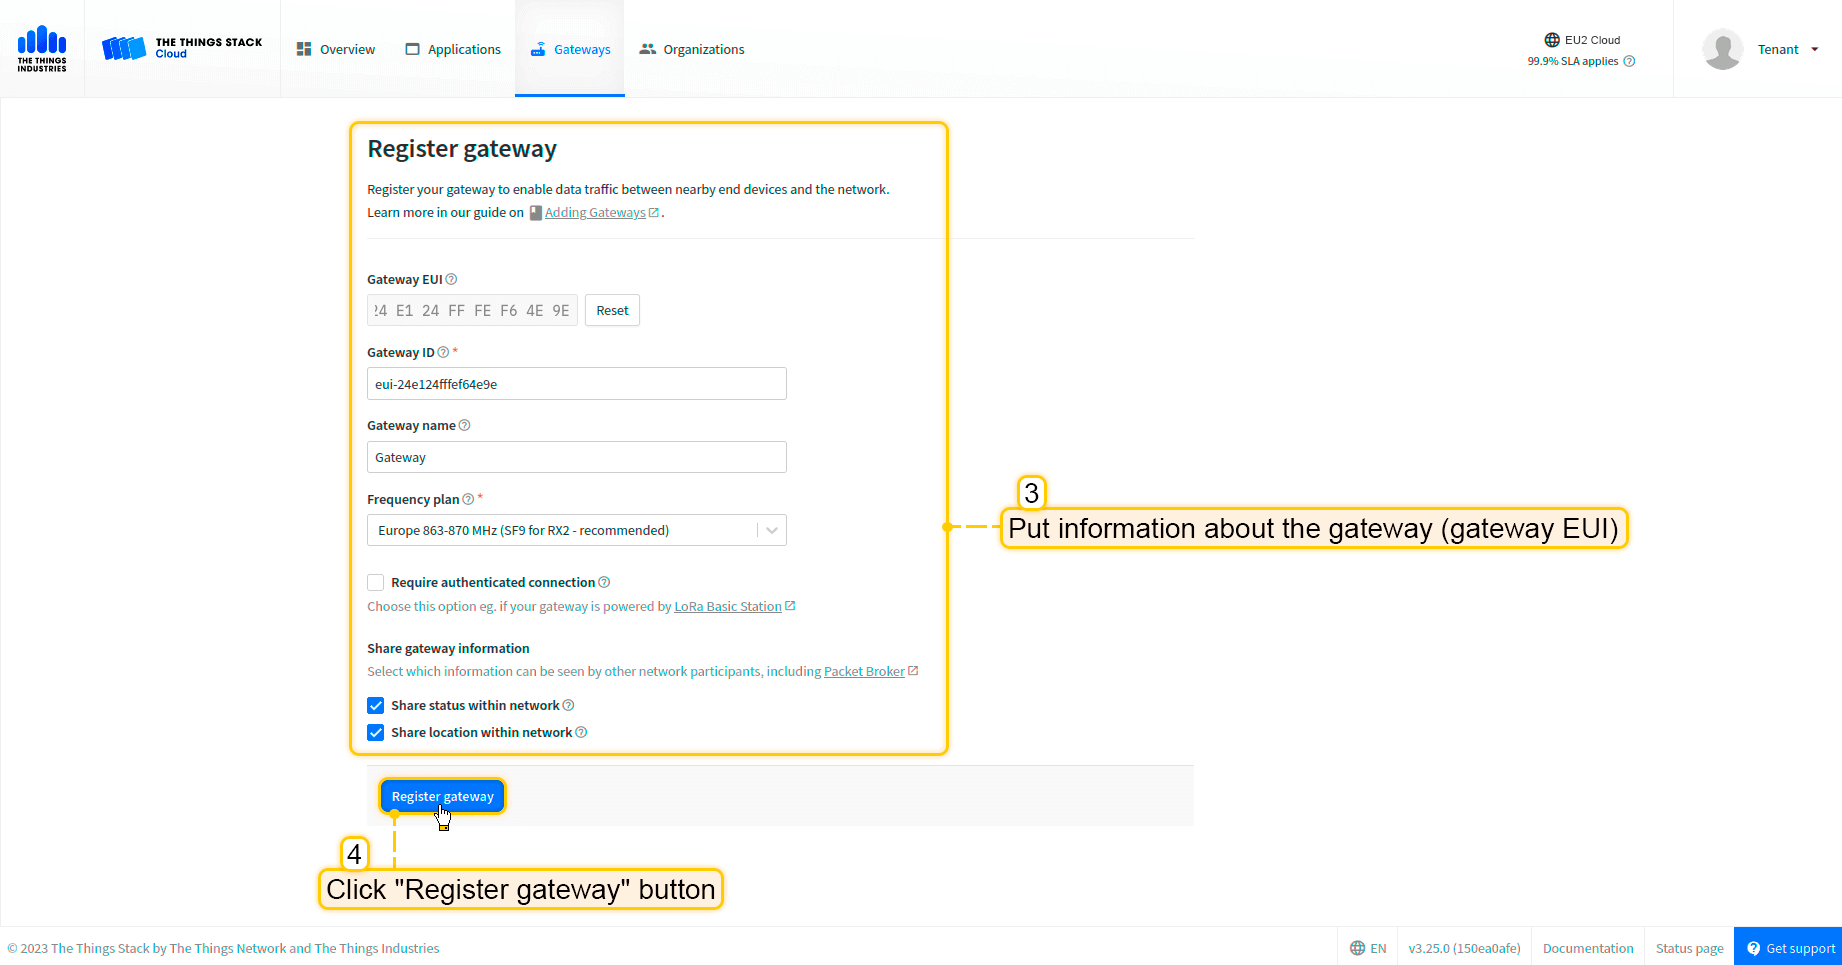 THE THINGS INDUSTRIES
THE THINGS STACK
Cloud
Overview
Applications
Gateways
Organizations
EU2 Cloud
99.9% SLA applies
Tenant
Register gateway
Register your gateway to enable data traffic between nearby end devices and the network.
Learn more in our guide on Adding Gateways.
Gateway EUI
24 E1 24 FF FE F6 4E 9E
Reset
Gateway ID *
eui-24e124fffef64e9e
Gateway name
Gateway
Frequency plan *
Europe 863-870 MHz (SF9 for RX2 - recommended)
3
Put information about the gateway (gateway EUI)
Require authenticated connection
Choose this option eg. if your gateway is powered by LoRa Basic Station
Share gateway information
Select which information can be seen by other network participants, including Packet Broker
Share status within network
Share location within network
Register gateway
4
Click "Register gateway" button
© 2023 The Things Stack by The Things Network and The Things Industries
EN
v3.25.0 (150ea0afe)
Documentation
Status page
Get support